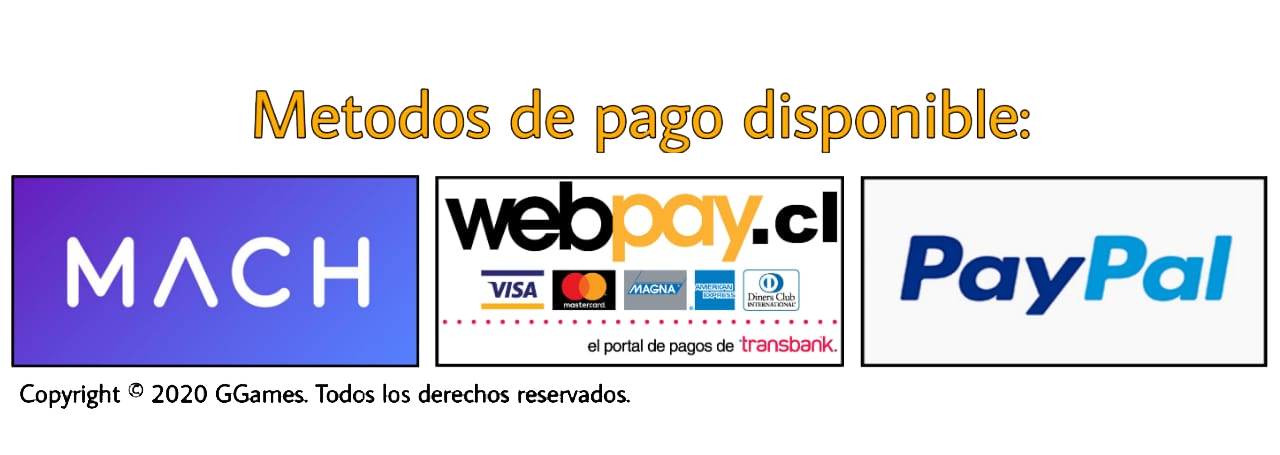 Metodos de pago disponible:
MACH
webpay.cl
VISA mastercard. MAGNA AMERICAN EXPRESS Diners Club INTERNATIONAL
el portal de pagos de transbank.
PayPal
Copyright © 2020 GGames. Todos los derechos reservados.